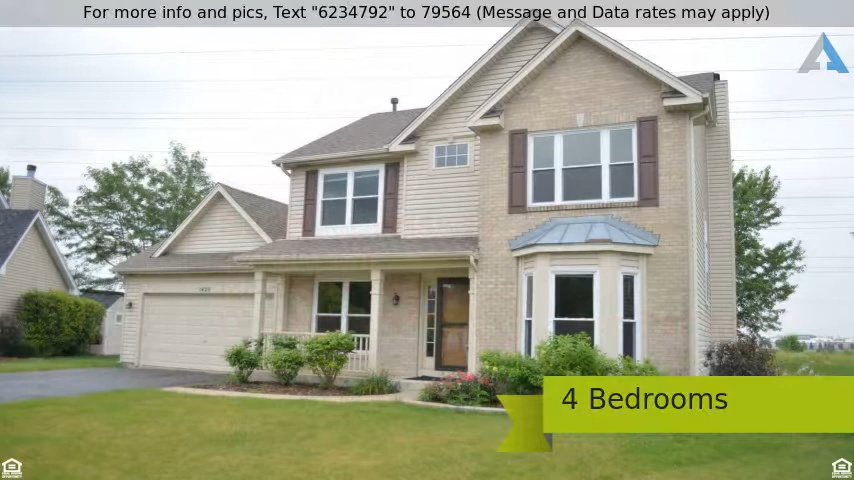 For more info and pics, Text "6234792" to 79564 (Message and Data rates may apply)
4 Bedrooms